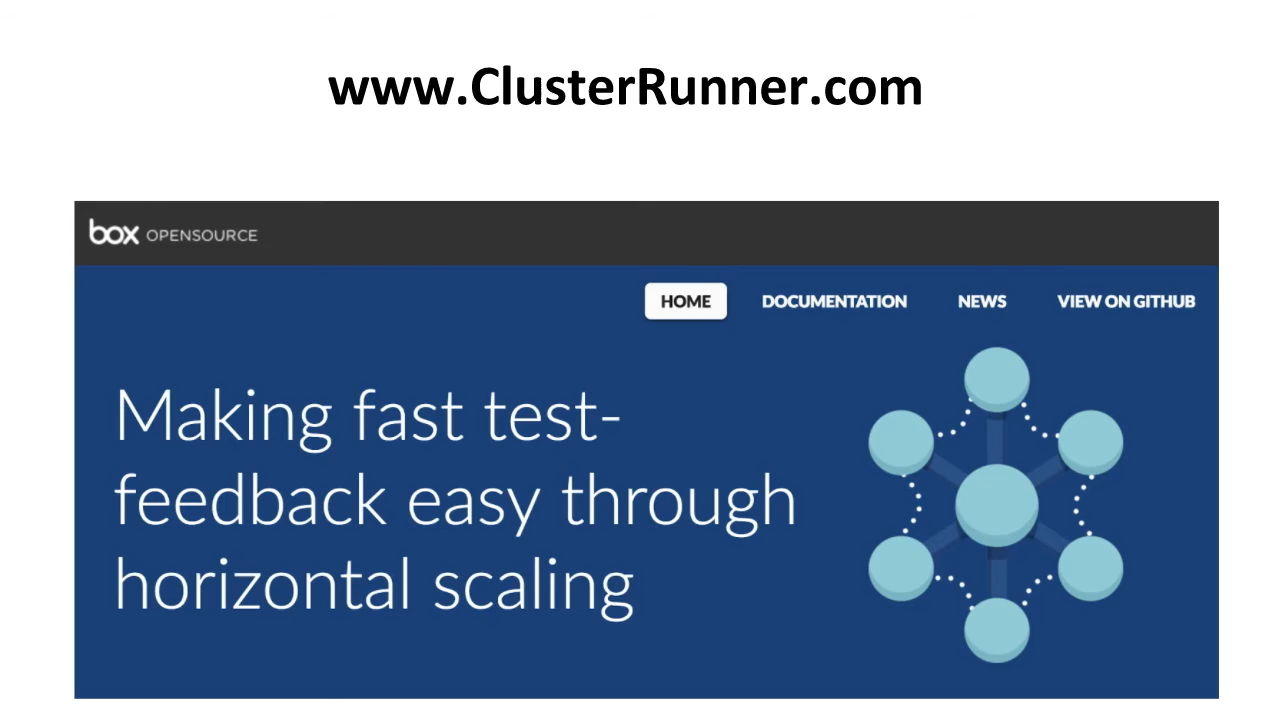 www.ClusterRunner.com
box OPENSOURCE
HOME DOCUMENTATION NEWS VIEW ON GITHUB
Making fast test-
feedback easy through
horizontal scaling